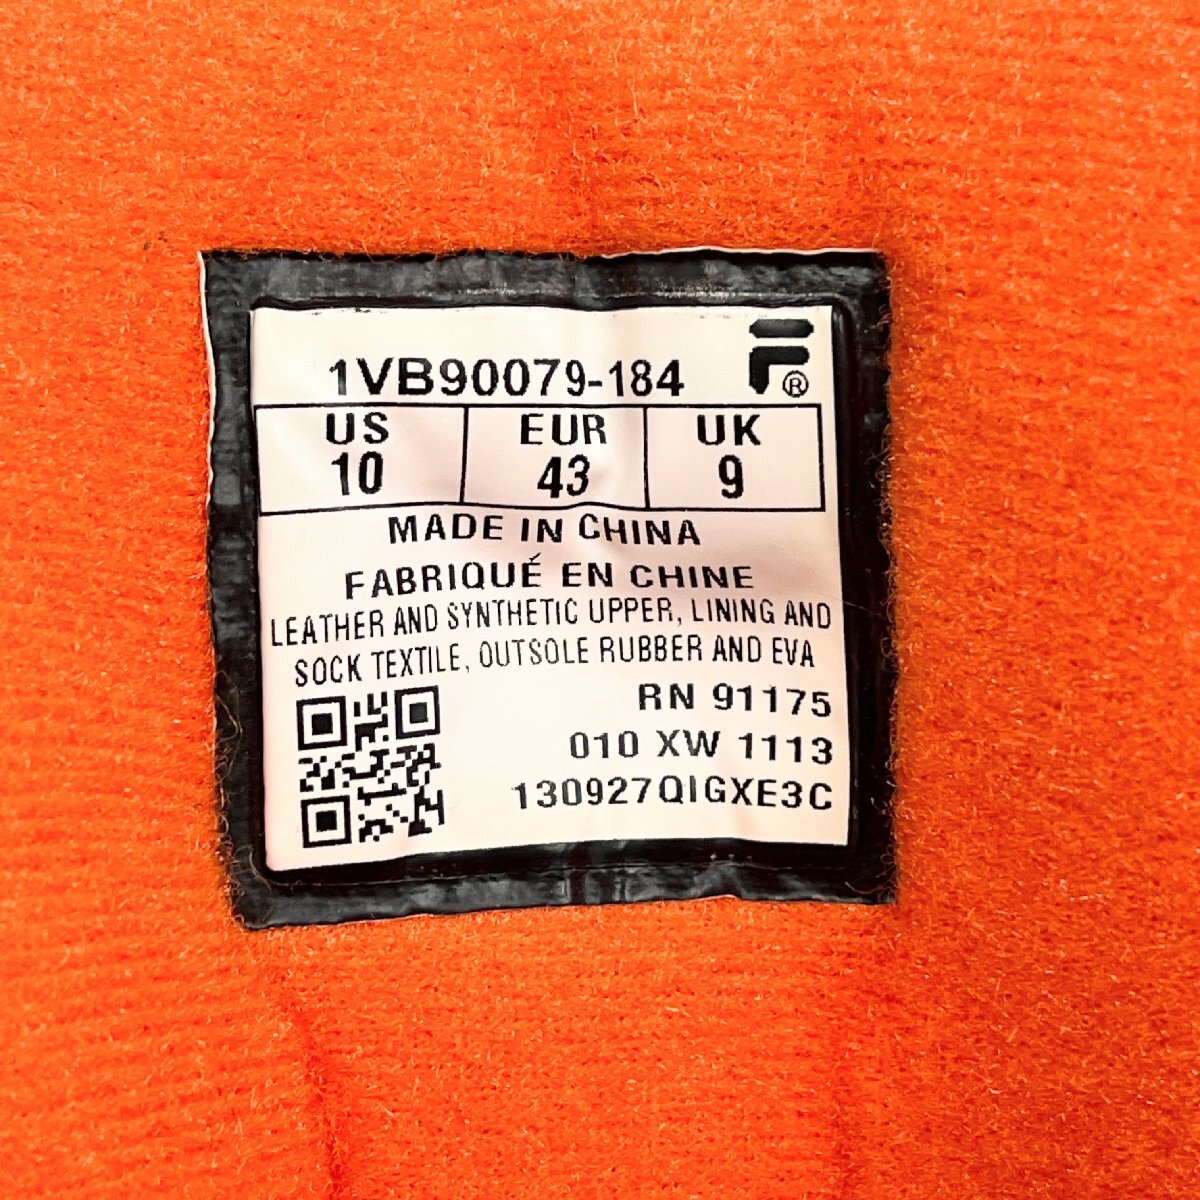 1VB90079-184
®
US EUR UK
10 43 9
MADE IN CHINA
FABRIQUÉ EN CHINE
LEATHER AND SYNTHETIC UPPER, LINING AND
SOCK TEXTILE, OUTSOLE RUBBER AND EVA
RN 91175
010 XW 1113
130927QIGXE3C